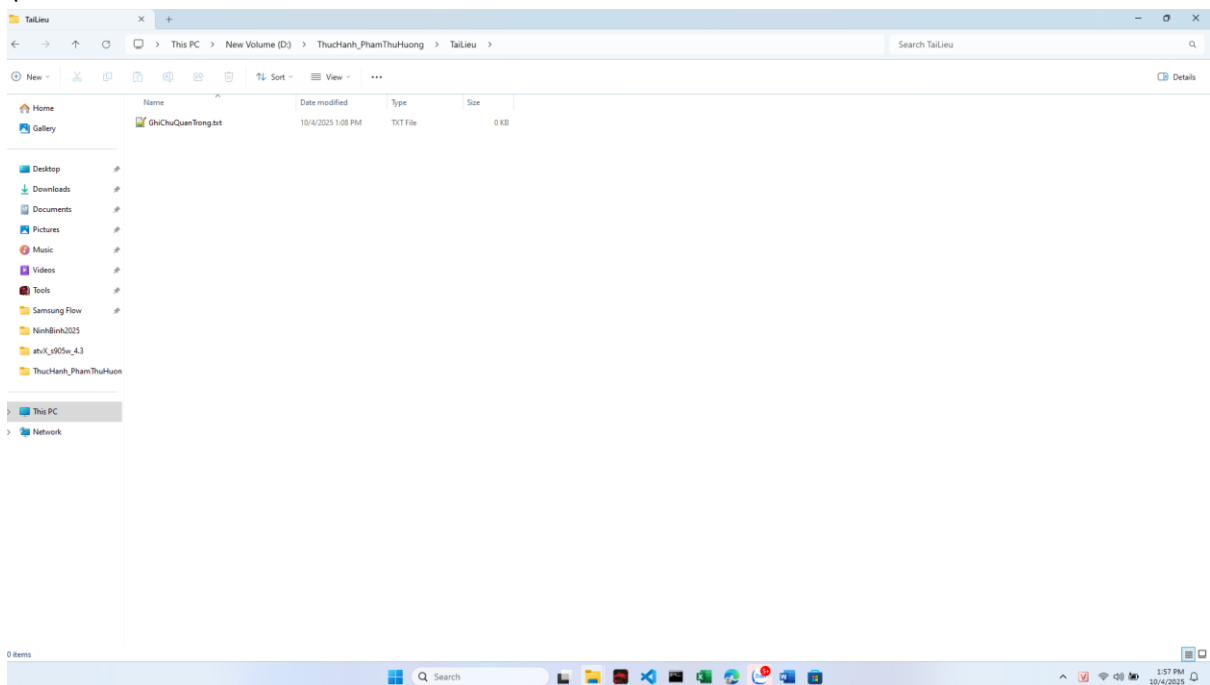 TaiLieu
This PC > New Volume (D:) > ThucHanh_PhamThuHuong > TaiLieu >
Search TaiLieu
New
Sort
View
Details
Name Date modified Type Size
GhiChuQuanTrong.txt 10/4/2025 1:08 PM TXT File 0 KB
Home
Gallery
Desktop
Downloads
Documents
Pictures
Music
Videos
Tools
Samsung Flow
NinhBinh2025
atvX_s905w_4.3
ThucHanh_PhamThuHuon
This PC
Network
0 items
Search
5+
V
1:57 PM
10/4/2025